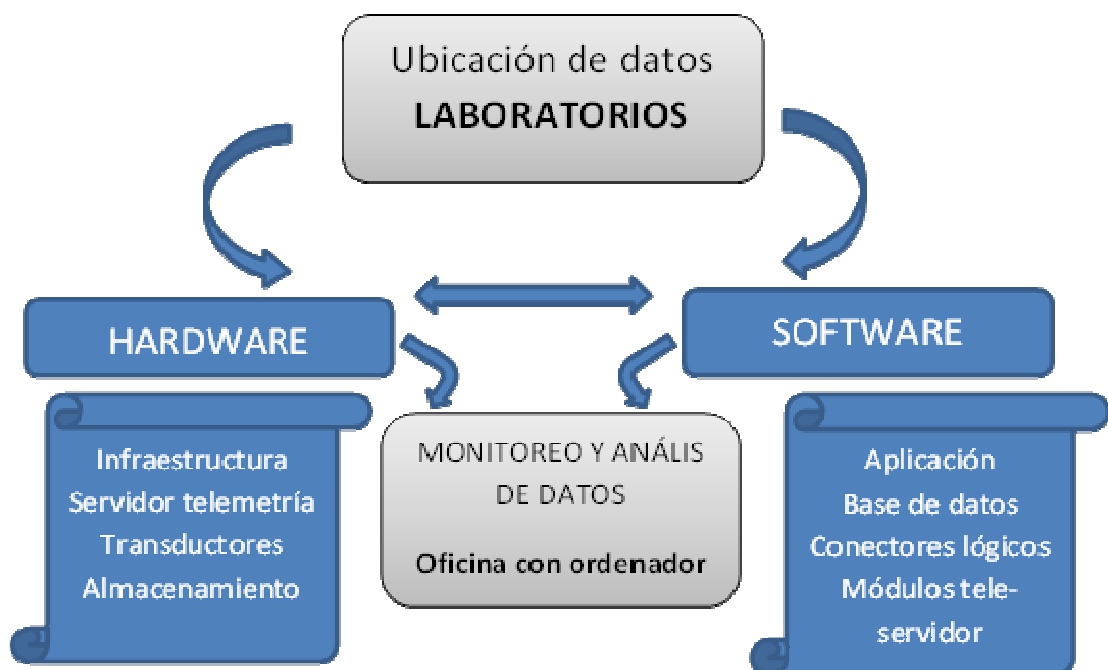 Ubicación de datos
LABORATORIOS
HARDWARE
SOFTWARE
Infraestructura
Servidor telemetría
Transductores
Almacenamiento
MONITOREO Y ANÁLIS
DE DATOS
Oficina con ordenador
Aplicación
Base de datos
Conectores lógicos
Módulos tele-
servidor